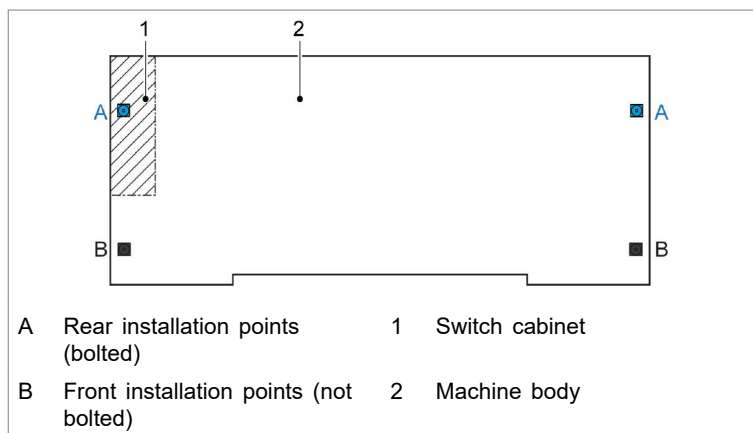 1 2
A A
B B
A Rear installation points 1 Switch cabinet
(bolted)
B Front installation points (not 2 Machine body
bolted)